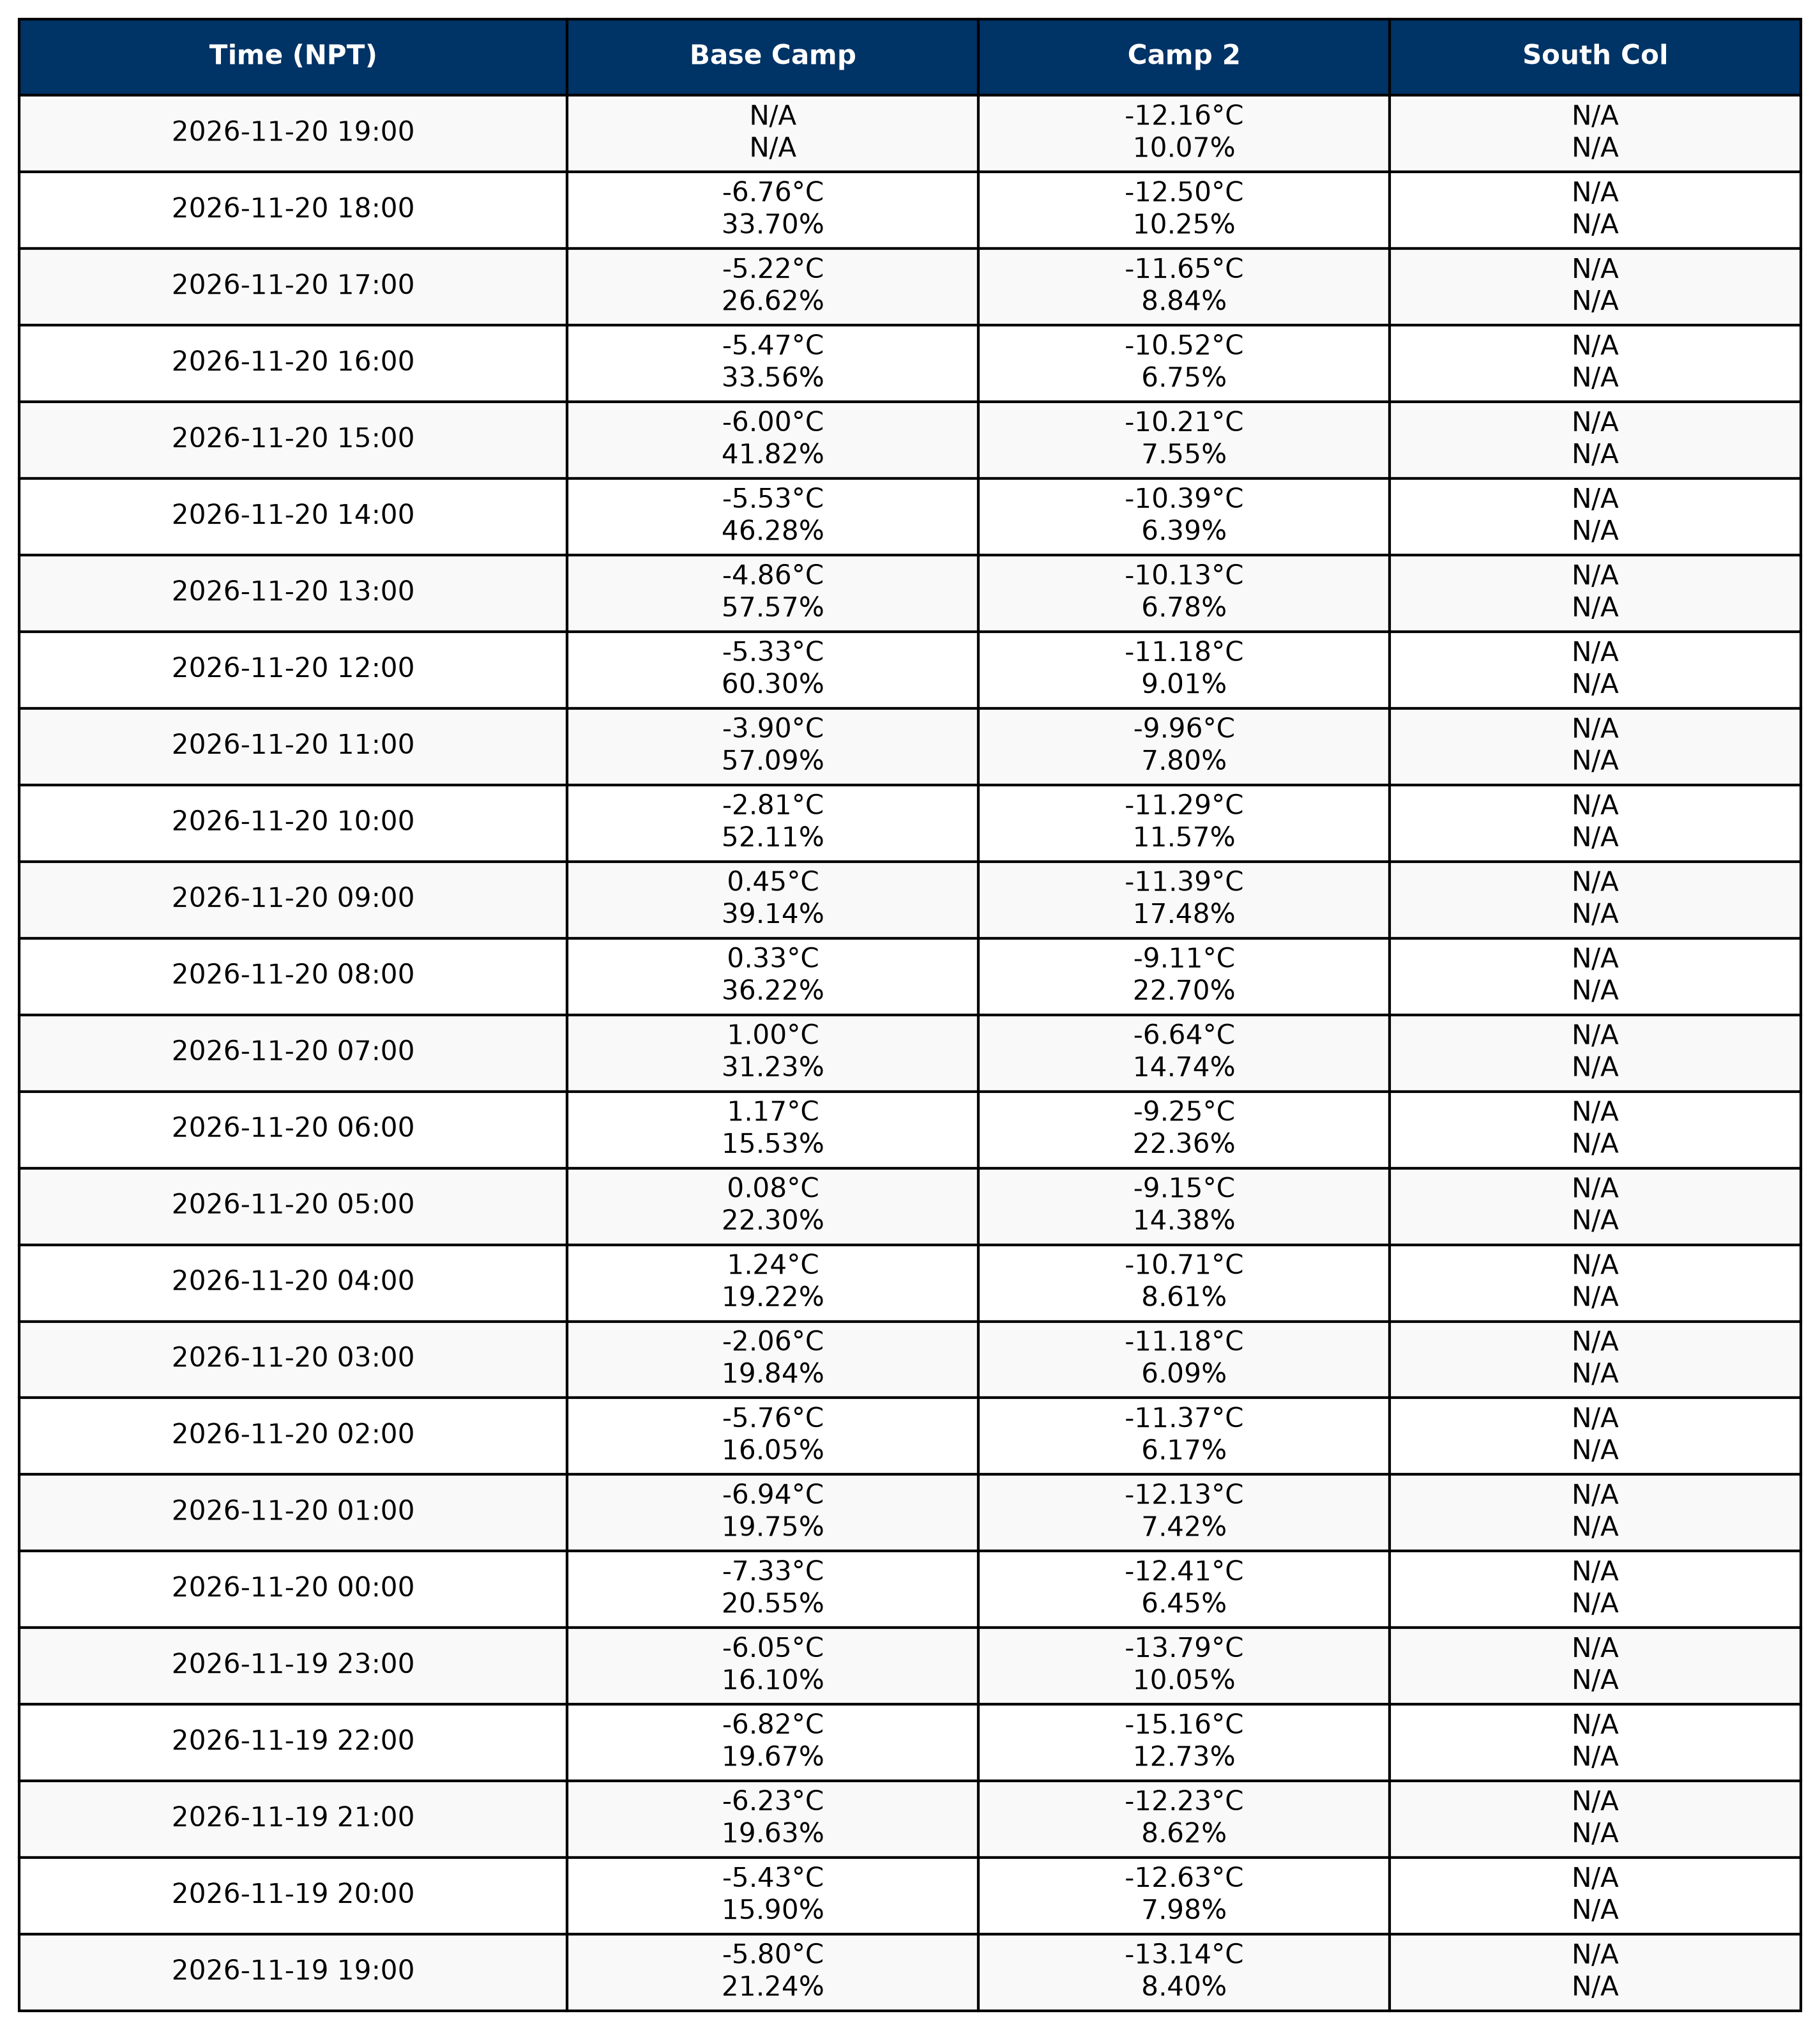 Time (NPT) Base Camp Camp 2 South Col
2026-11-20 19:00 N/A N/A -12.16°C 10.07% N/A N/A
2026-11-20 18:00 -6.76°C 33.70% -12.50°C 10.25% N/A N/A
2026-11-20 17:00 -5.22°C 26.62% -11.65°C 8.84% N/A N/A
2026-11-20 16:00 -5.47°C 33.56% -10.52°C 6.75% N/A N/A
2026-11-20 15:00 -6.00°C 41.82% -10.21°C 7.55% N/A N/A
2026-11-20 14:00 -5.53°C 46.28% -10.39°C 6.39% N/A N/A
2026-11-20 13:00 -4.86°C 57.57% -10.13°C 6.78% N/A N/A
2026-11-20 12:00 -5.33°C 60.30% -11.18°C 9.01% N/A N/A
2026-11-20 11:00 -3.90°C 57.09% -9.96°C 7.80% N/A N/A
2026-11-20 10:00 -2.81°C 52.11% -11.29°C 11.57% N/A N/A
2026-11-20 09:00 0.45°C 39.14% -11.39°C 17.48% N/A N/A
2026-11-20 08:00 0.33°C 36.22% -9.11°C 22.70% N/A N/A
2026-11-20 07:00 1.00°C 31.23% -6.64°C 14.74% N/A N/A
2026-11-20 06:00 1.17°C 15.53% -9.25°C 22.36% N/A N/A
2026-11-20 05:00 0.08°C 22.30% -9.15°C 14.38% N/A N/A
2026-11-20 04:00 1.24°C 19.22% -10.71°C 8.61% N/A N/A
2026-11-20 03:00 -2.06°C 19.84% -11.18°C 6.09% N/A N/A
2026-11-20 02:00 -5.76°C 16.05% -11.37°C 6.17% N/A N/A
2026-11-20 01:00 -6.94°C 19.75% -12.13°C 7.42% N/A N/A
2026-11-20 00:00 -7.33°C 20.55% -12.41°C 6.45% N/A N/A
2026-11-19 23:00 -6.05°C 16.10% -13.79°C 10.05% N/A N/A
2026-11-19 22:00 -6.82°C 19.67% -15.16°C 12.73% N/A N/A
2026-11-19 21:00 -6.23°C 19.63% -12.23°C 8.62% N/A N/A
2026-11-19 20:00 -5.43°C 15.90% -12.63°C 7.98% N/A N/A
2026-11-19 19:00 -5.80°C 21.24% -13.14°C 8.40% N/A N/A